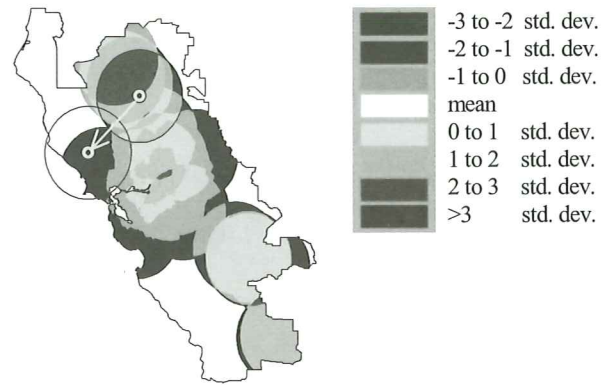 -3 to -2 std. dev.
-2 to -1 std. dev.
-1 to 0 std. dev.
mean
0 to 1 std. dev.
1 to 2 std. dev.
2 to 3 std. dev.
>3 std. dev.